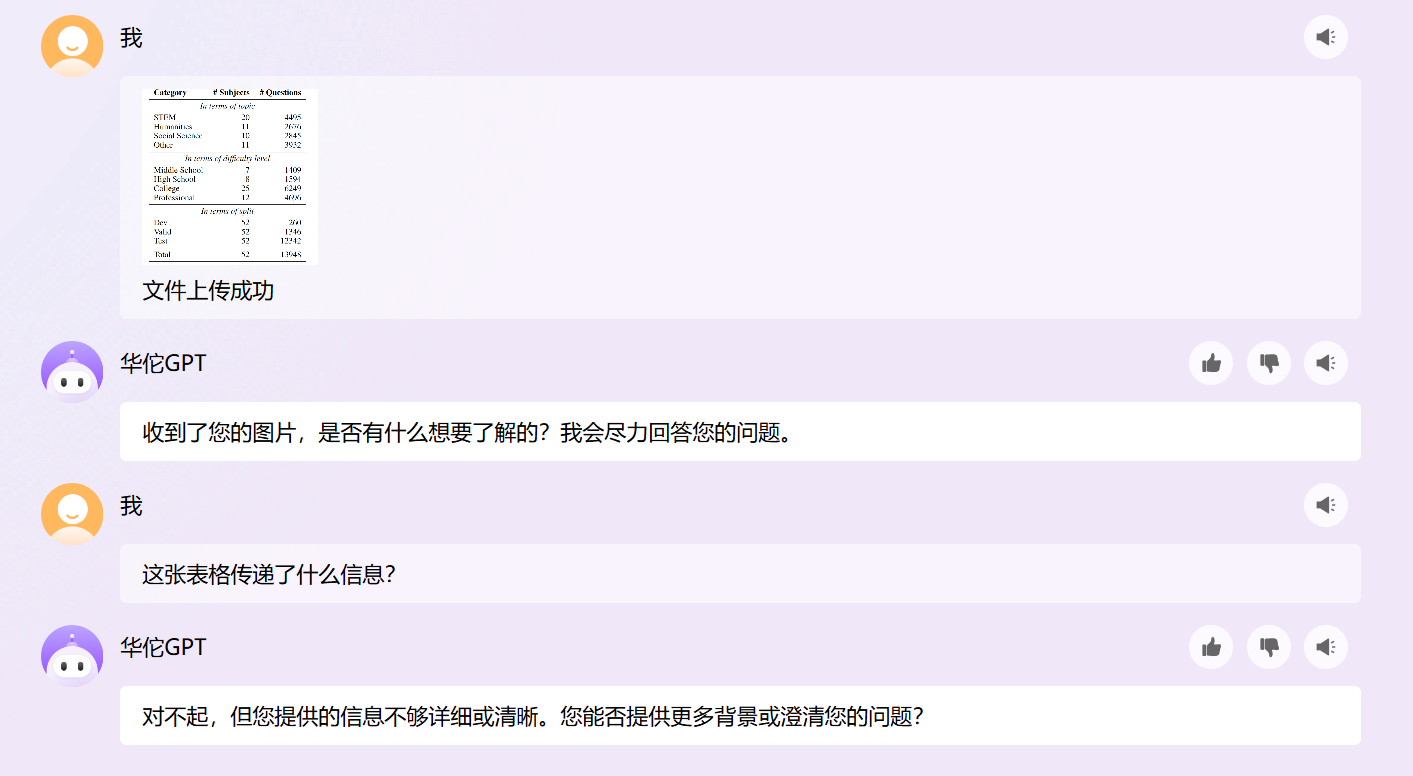 我
Category # Subjects # Questions
In terms of topic
STEM 20 4495
Humanities 11 2676
Social Science 10 2845
Other 11 3932
In terms of difficulty level
Middle School 7 1409
High School 8 1594
College 25 6249
Professional 12 4696
In terms of split
Dev 52 260
Valid 52 1346
Test 52 12342
Total 52 13948
文件上传成功
华佗GPT
收到了您的图片，是否有什么想要了解的？我会尽力回答您的问题。
我
这张表格传递了什么信息？
华佗GPT
对不起，但您提供的信息不够详细或清晰。您能否提供更多背景或澄清您的问题？